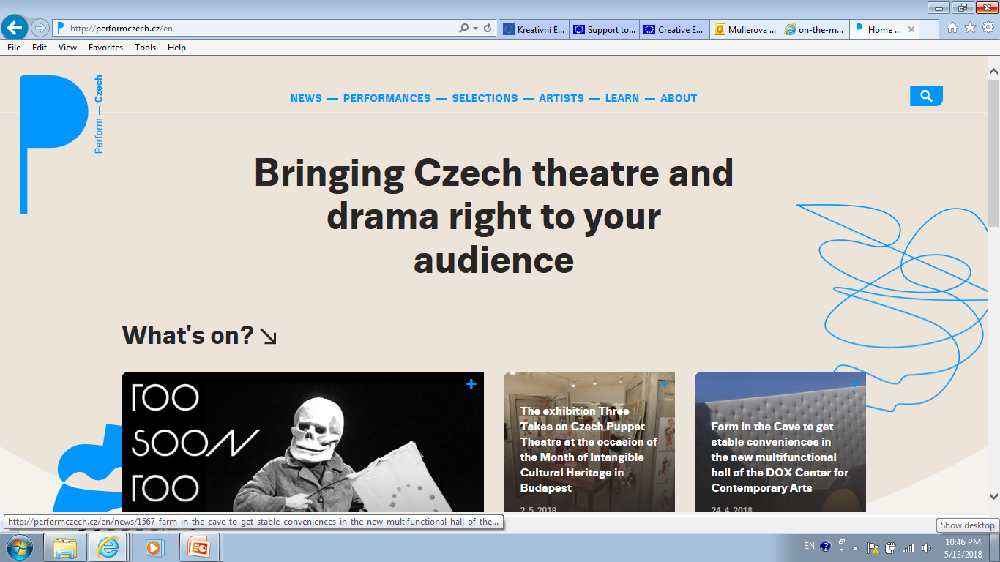 http://performczech.cz/en
Kreativní E...
Support to...
Creative E...
Mullerova ...
on-the-m...
Home ...
File Edit View Favorites Tools Help
Perform — Czech
NEWS — PERFORMANCES — SELECTIONS — ARTISTS — LEARN — ABOUT
Bringing Czech theatre and
drama right to your
audience
What's on?
TOO
SOON
TOO
The exhibition Three
Takes on Czech Puppet
Theatre at the occasion of
the Month of Intangible
Cultural Heritage in
Budapest
2. 5. 2018
Farm in the Cave to get
stable conveniences in
the new multifunctional
hall of the DOX Center for
Contemporary Arts
24. 4. 2018
http://performczech.cz/en/news/1567-farm-in-the-cave-to-get-stable-conveniences-in-the-new-multifunctional-hall-of-the...
Show desktop
EN
10:46 PM
5/13/2018